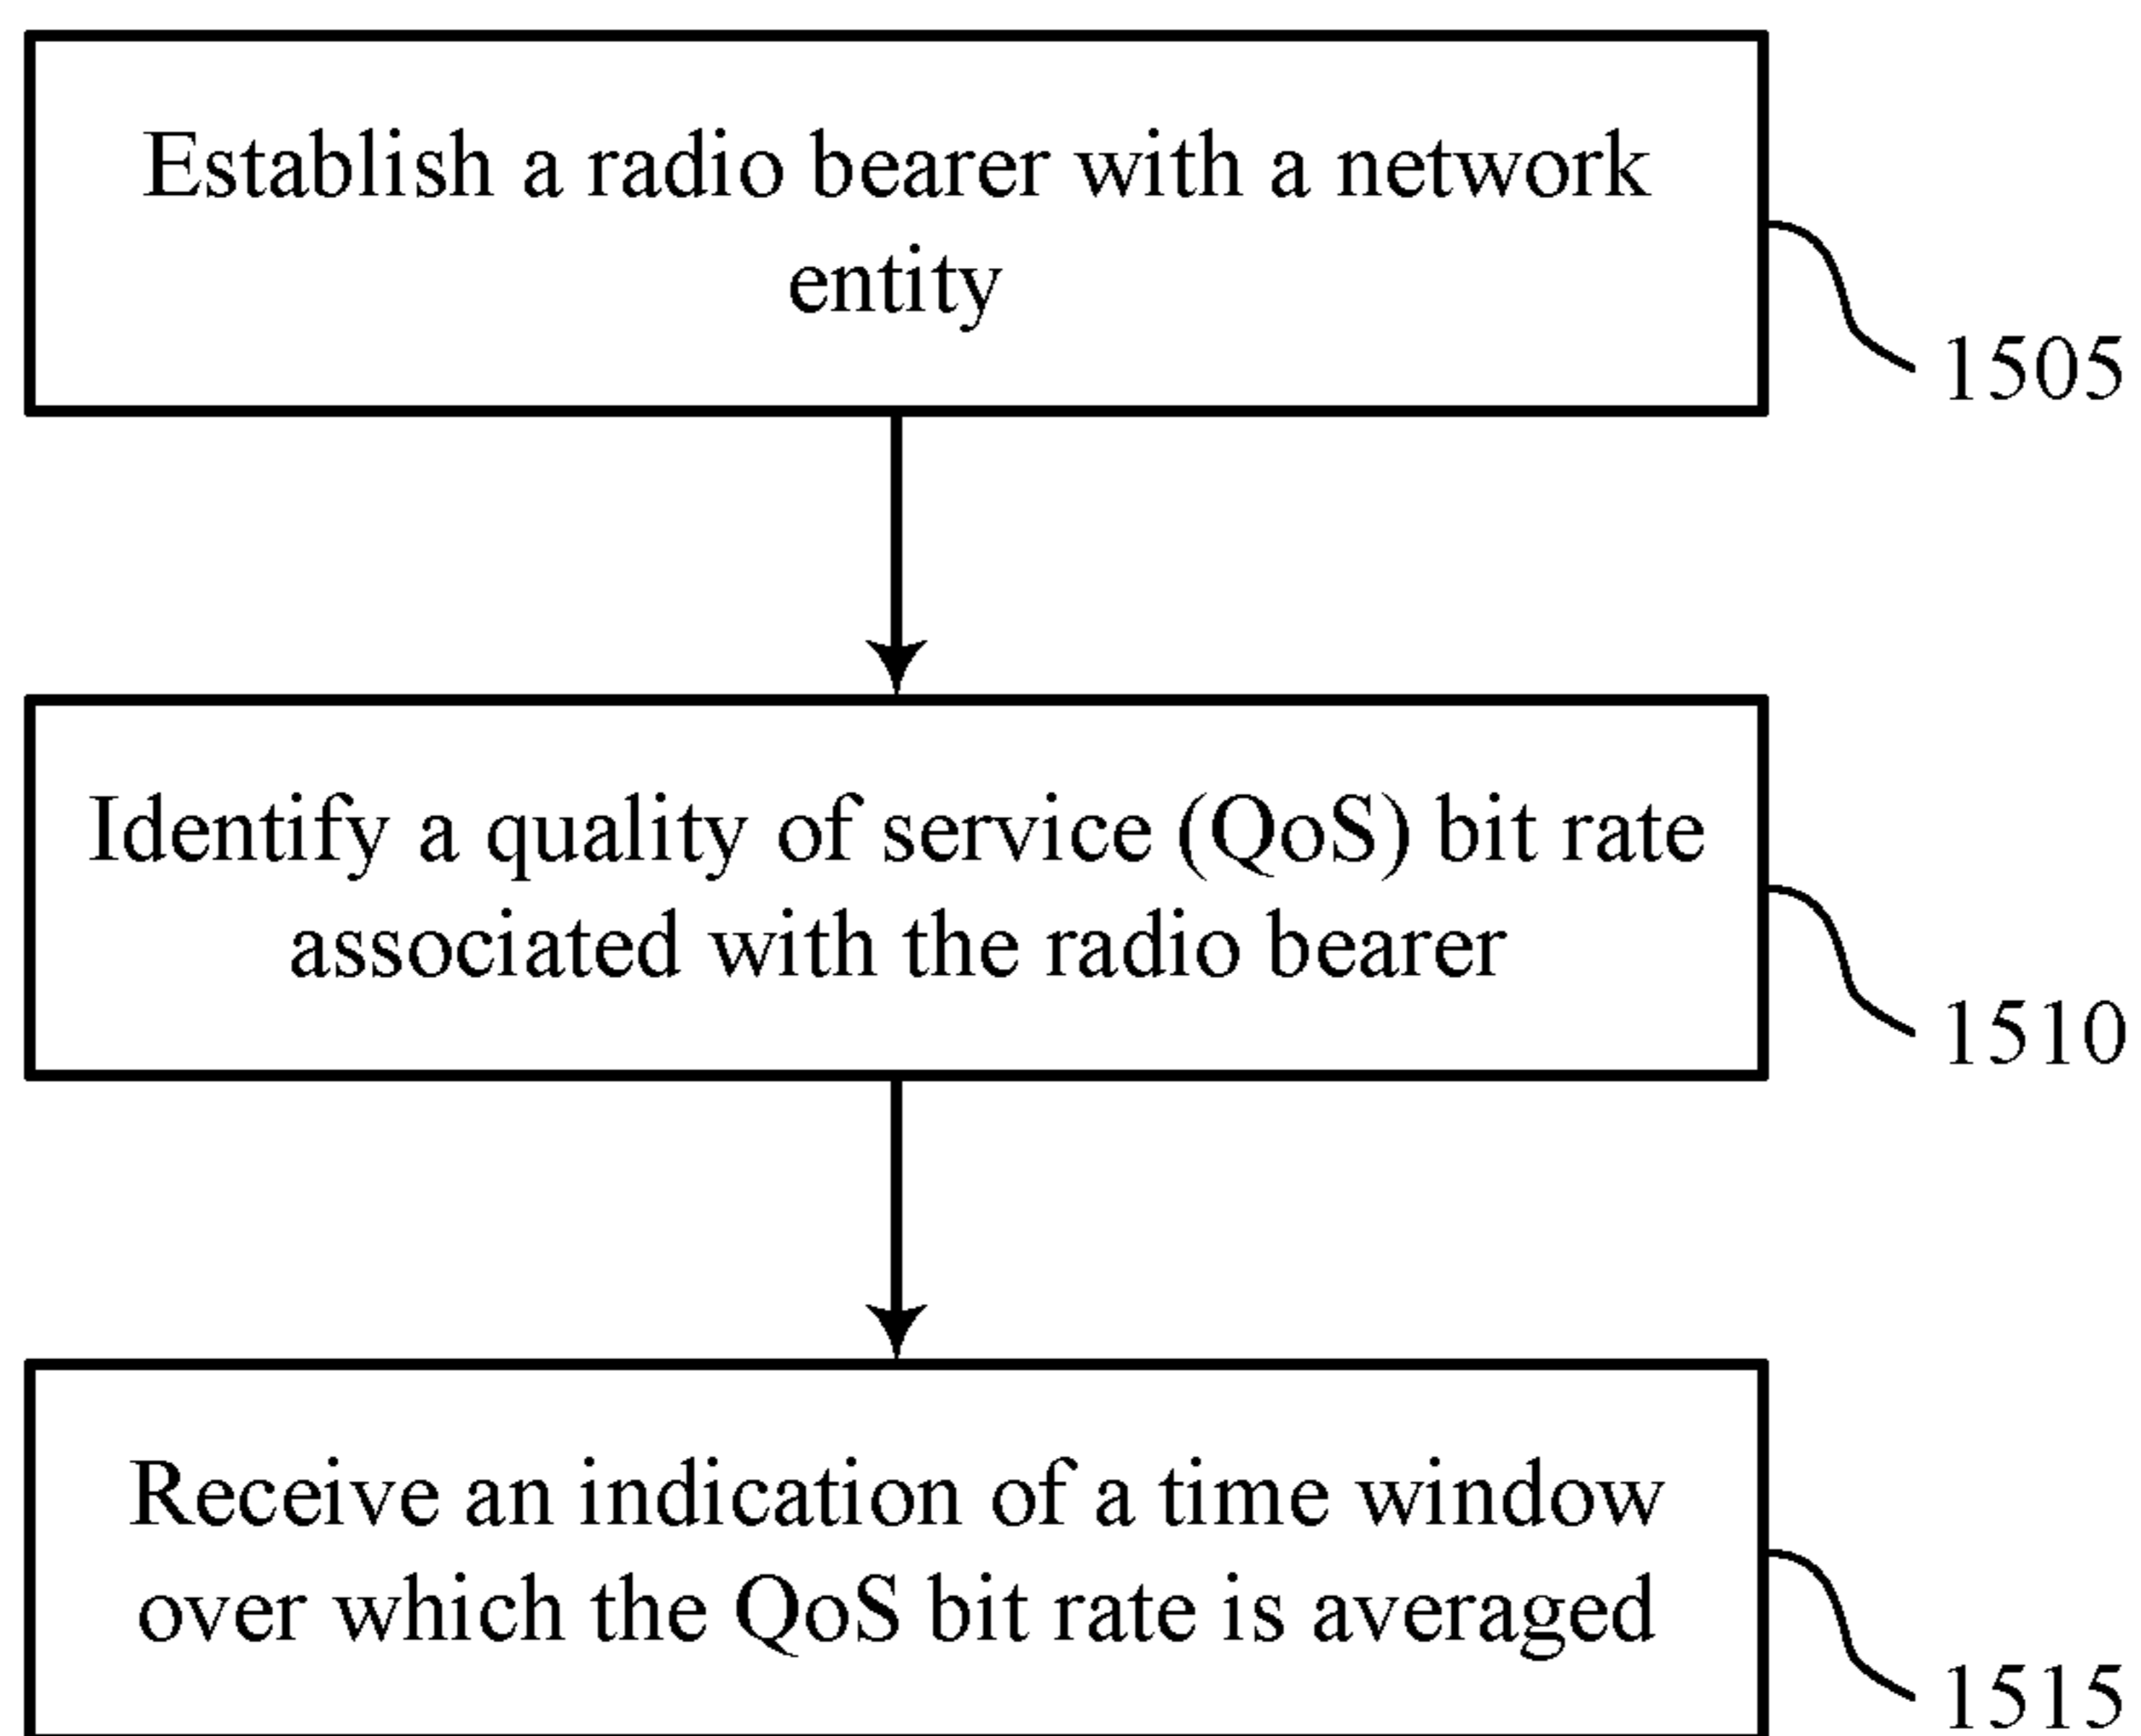 Establish a radio bearer with a network
entity
1505
Identify a quality of service (QoS) bit rate
associated with the radio bearer
1510
Receive an indication of a time window
over which the QoS bit rate is averaged
1515